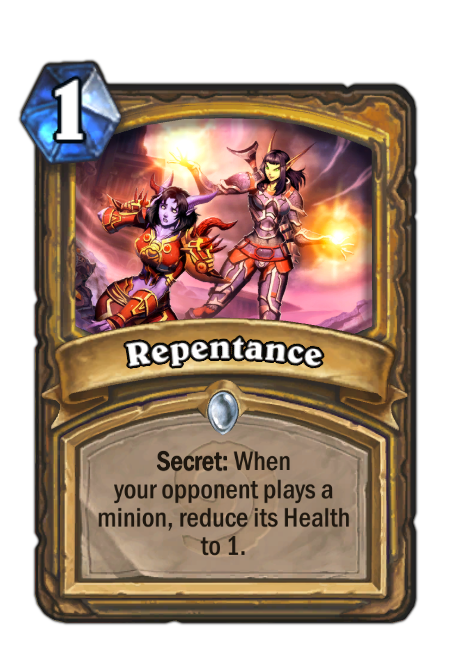 1
Repentance
Secret: When
your opponent plays a
minion, reduce its Health
to 1.